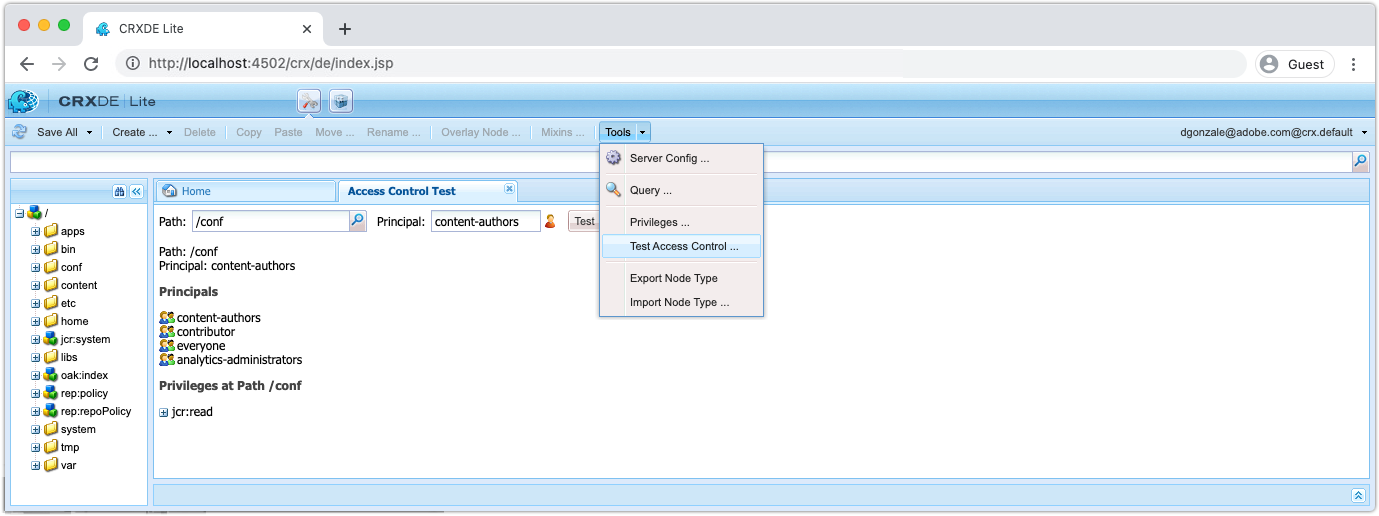 CRXDE Lite
http://localhost:4502/crx/de/index.jsp
Guest
CRXDE Lite
Save All Create ... Delete Copy Paste Move ... Rename ... Overlay Node ... Mixins ... Tools dgonzale@adobe.com@crx.default
Server Config ...
Query ...
Privileges ...
Test Access Control ...
Export Node Type
Import Node Type ...
/
apps
bin
conf
content
etc
home
jcr:system
libs
oak:index
rep:policy
rep:repoPolicy
system
tmp
var
Home Access Control Test
Path: /conf Principal: content-authors Test
Path: /conf
Principal: content-authors
Principals
content-authors
contributor
everyone
analytics-administrators
Privileges at Path /conf
jcr:read